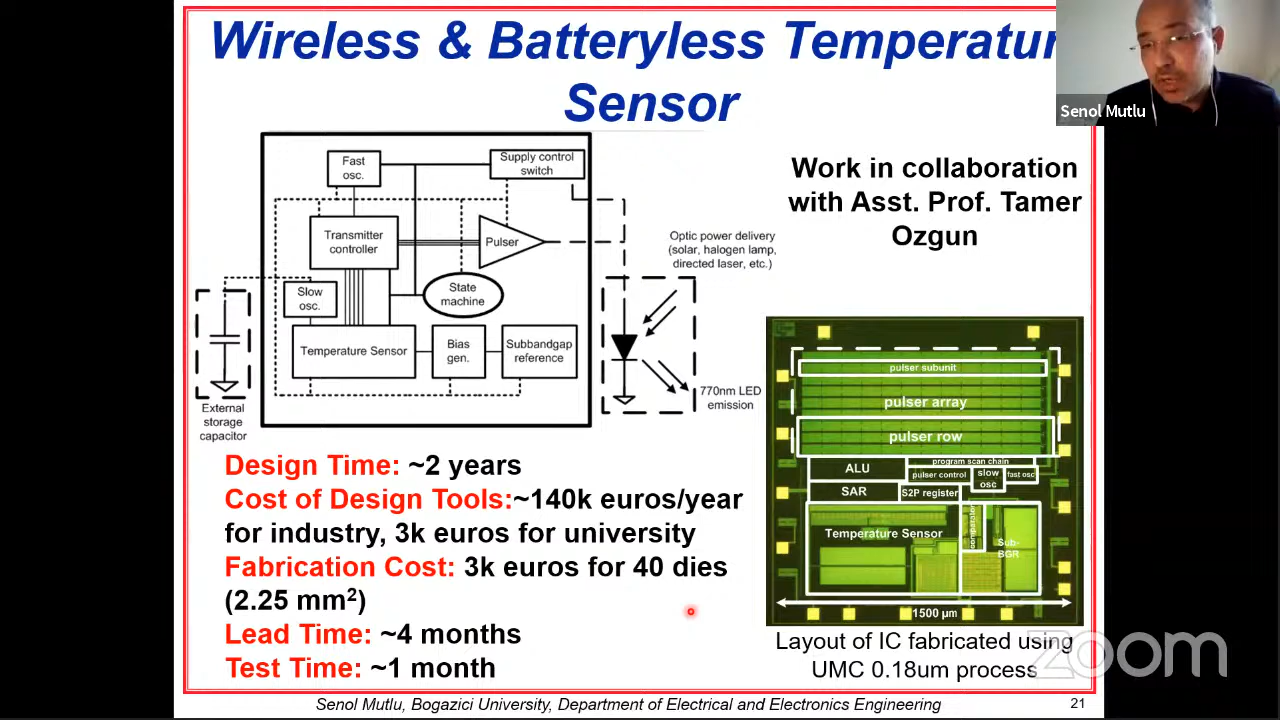 Wireless & Batteryless Temperatur
Sensor
Senol Mutlu
Work in collaboration
with Asst. Prof. Tamer
Ozgun
Fast
osc.
Supply control
switch
Transmitter
controller
Pulser
Slow
osc.
State
machine
Temperature Sensor
Bias
gen.
Subbandgap
reference
External
storage
capacitor
Optic power delivery
(solar, halogen lamp,
directed laser, etc.)
770nm LED
emission
pulser subunit
pulser array
pulser row
ALU
program scan chain
pulser control
slow
osc
fast osc
SAR
S2P register
Temperature Sensor
comparator
Sub-
BGR
1500 µm
Layout of IC fabricated using
UMC 0.18um process
Design Time: ~2 years
Cost of Design Tools:~140k euros/year
for industry, 3k euros for university
Fabrication Cost: 3k euros for 40 dies
(2.25 mm²)
Lead Time: ~4 months
Test Time: ~1 month
zoom
Senol Mutlu, Bogazici University, Department of Electrical and Electronics Engineering
21